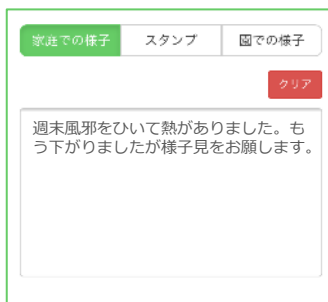 家庭での様子
スタンプ
園での様子
クリア
週末風邪をひいて熱がありました。も
う下がりましたが様子見をお願します。